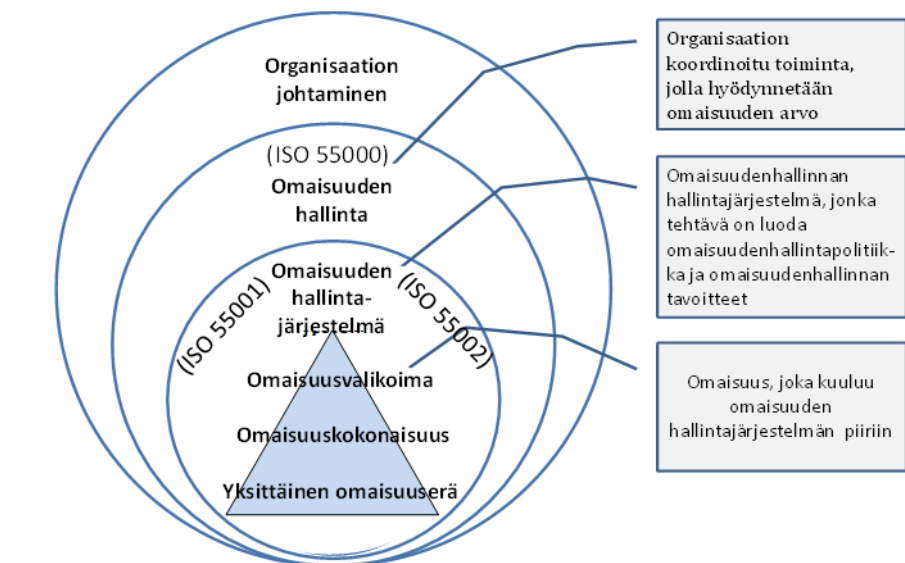 Organisaation
johtaminen
(ISO 55000)
Omaisuuden
hallinta
Omaisuuden
hallinta-
järjestelmä
(ISO 55001)
(ISO 55002)
Omaisuusvalikoima
Omaisuuskokonaisuus
Yksittäinen omaisuuserä
Organisaation
koordinoitu toiminta,
jolla hyödynnetään
omaisuuden arvo
Omaisuudenhallinnan
hallintajärjestelmä, jonka
tehtävä on luoda
omaisuudenhallintapolitiik-
ka ja omaisuudenhallinnan
tavoitteet
Omaisuus, joka kuuluu
omaisuuden
hallintajärjestelmän piiriin